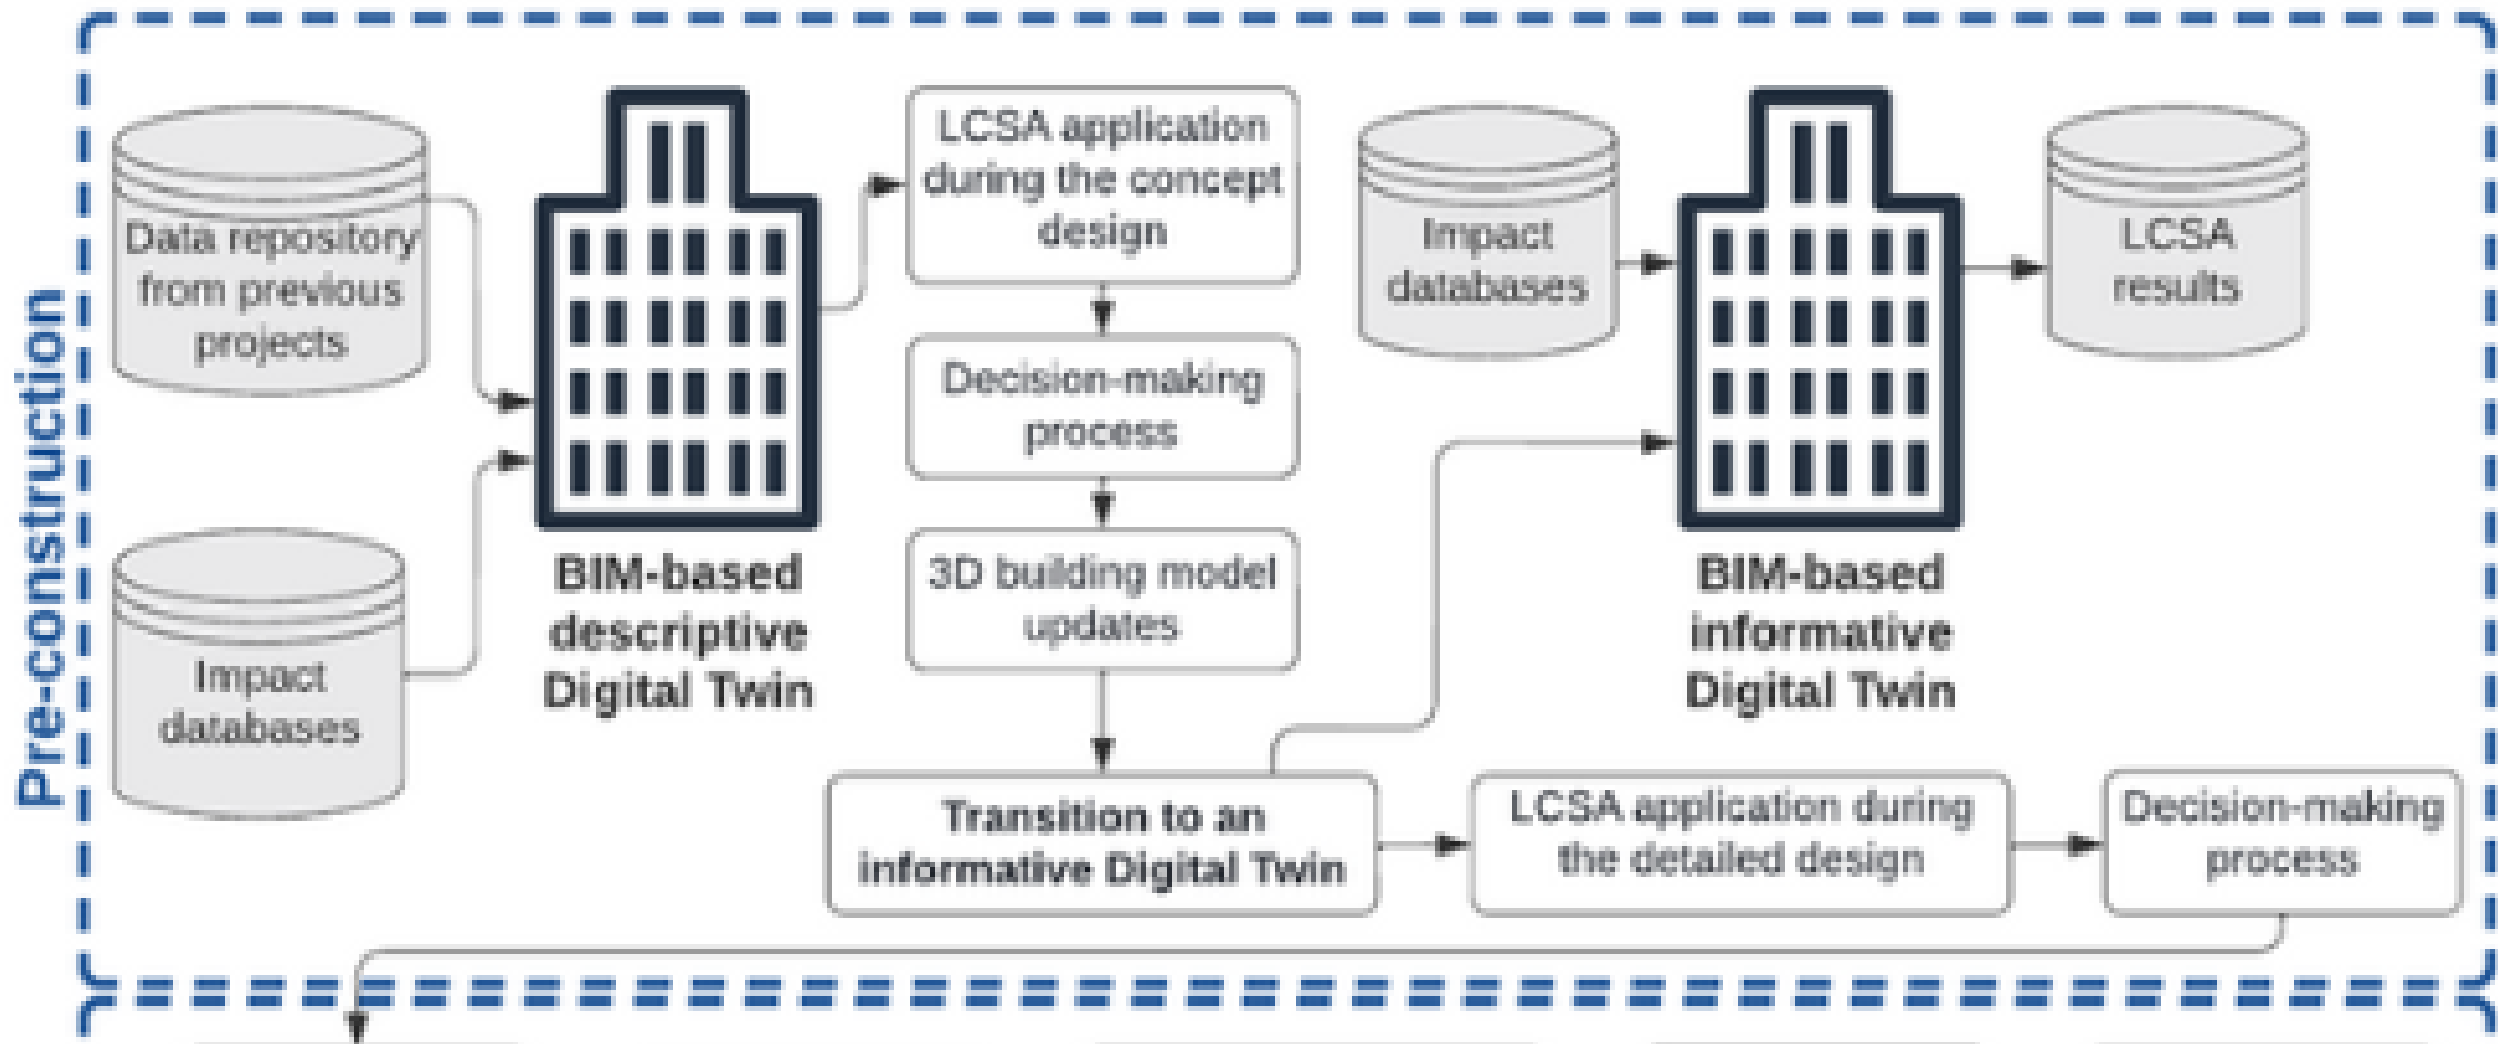 Pre-construction
Data repository
from previous
projects
Impact
databases
BIM-based
descriptive
Digital Twin
LCSA application
during the concept
design
Decision-making
process
3D building model
updates
Transition to an
informative Digital Twin
Impact
databases
BIM-based
informative
Digital Twin
LCSA
results
LCSA application during
the detailed design
Decision-making
process